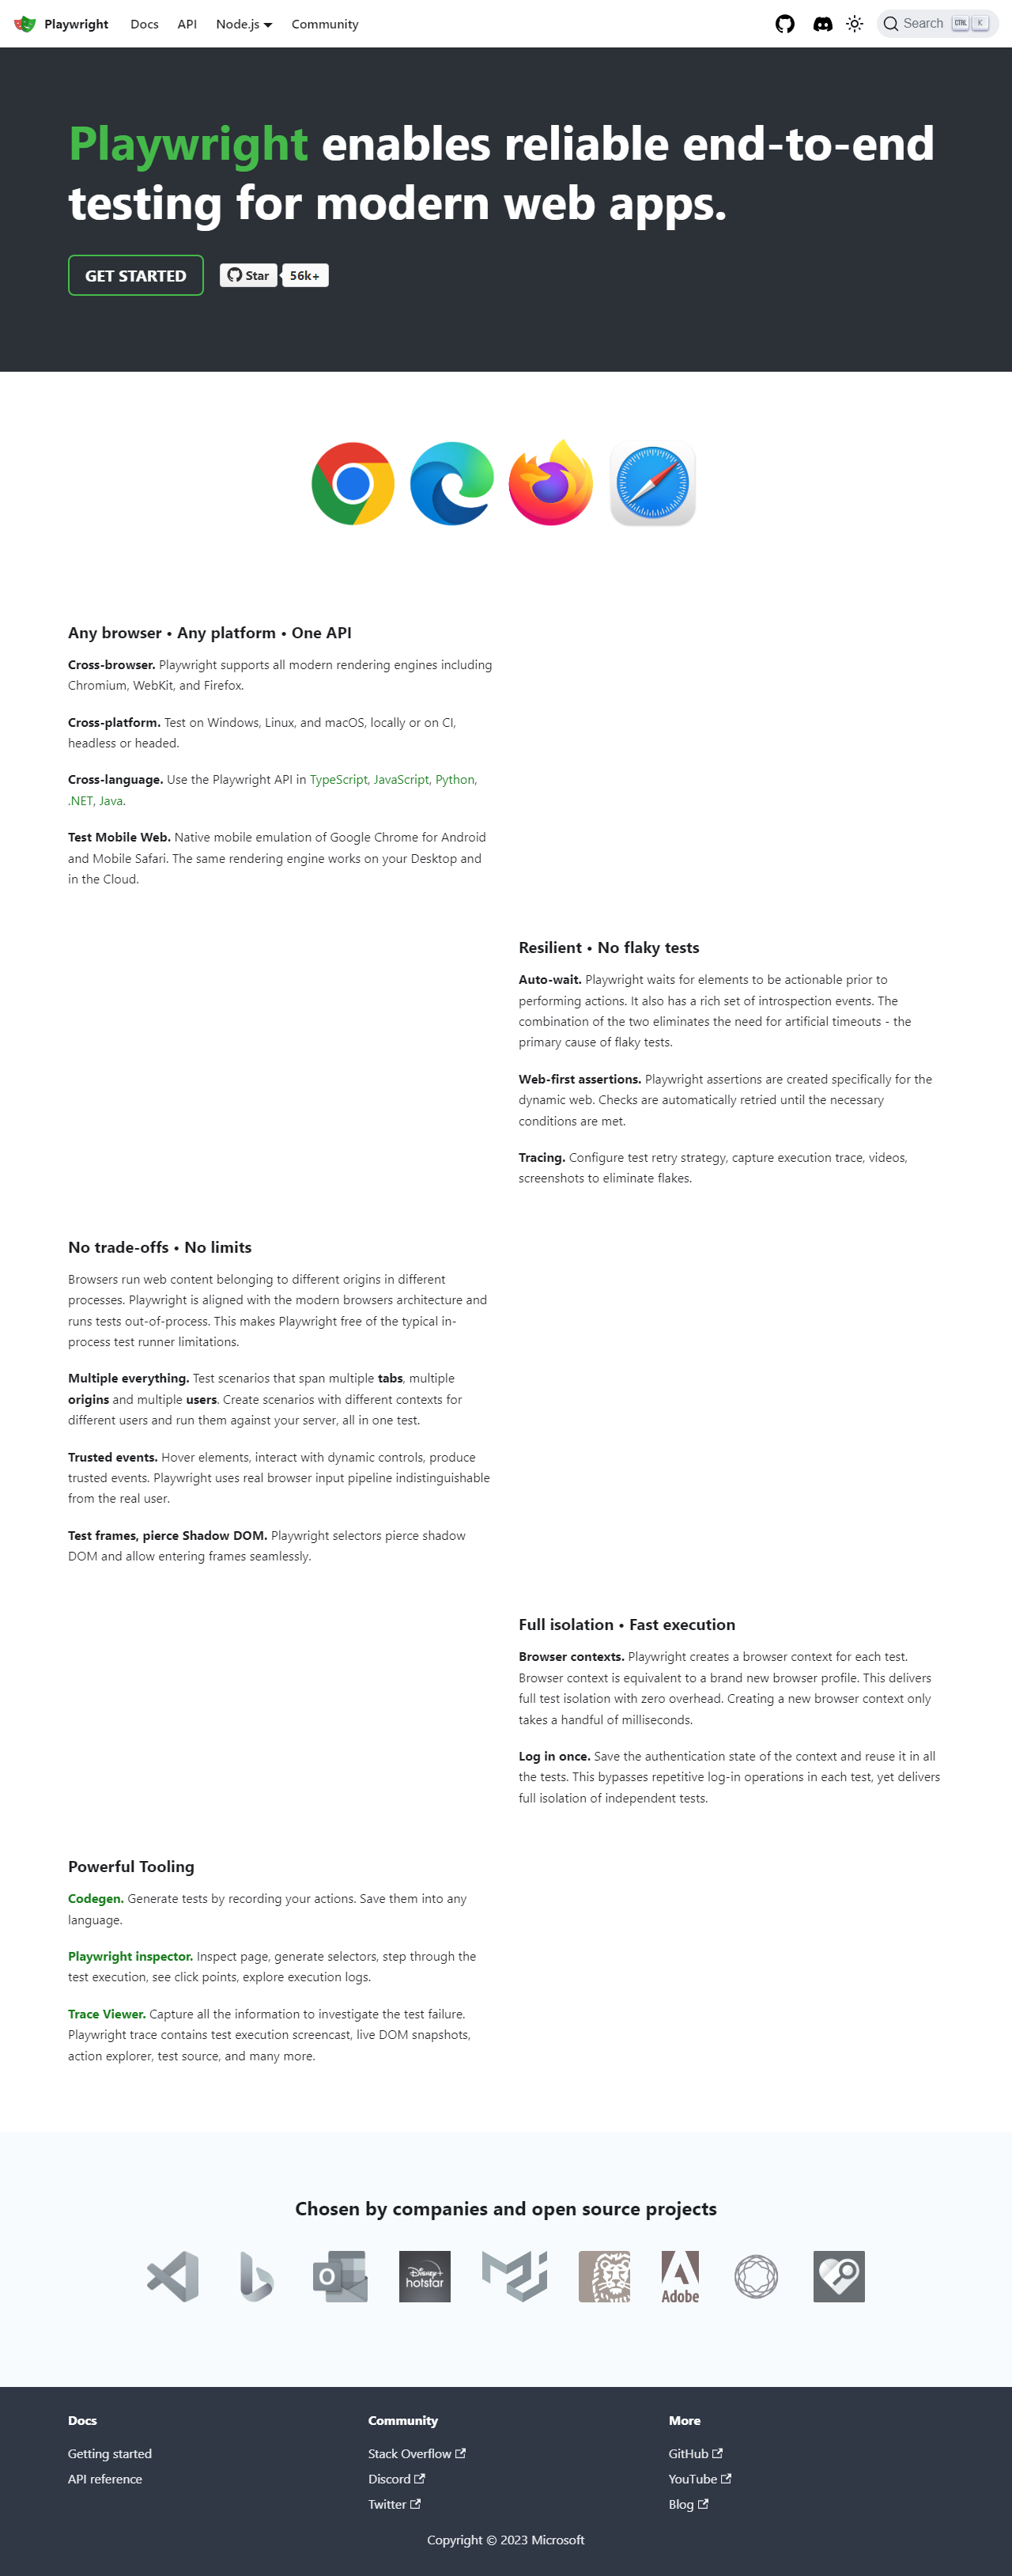 Playwright Docs API Node.js Community Search CTRL K
Playwright enables reliable end-to-end
testing for modern web apps.
GET STARTED Star 56k+
Any browser • Any platform • One API
Cross-browser. Playwright supports all modern rendering engines including
Chromium, WebKit, and Firefox.
Cross-platform. Test on Windows, Linux, and macOS, locally or on CI,
headless or headed.
Cross-language. Use the Playwright API in TypeScript, JavaScript, Python,
.NET, Java.
Test Mobile Web. Native mobile emulation of Google Chrome for Android
and Mobile Safari. The same rendering engine works on your Desktop and
in the Cloud.
Resilient • No flaky tests
Auto-wait. Playwright waits for elements to be actionable prior to
performing actions. It also has a rich set of introspection events. The
combination of the two eliminates the need for artificial timeouts - the
primary cause of flaky tests.
Web-first assertions. Playwright assertions are created specifically for the
dynamic web. Checks are automatically retried until the necessary
conditions are met.
Tracing. Configure test retry strategy, capture execution trace, videos,
screenshots to eliminate flakes.
No trade-offs • No limits
Browsers run web content belonging to different origins in different
processes. Playwright is aligned with the modern browsers architecture and
runs tests out-of-process. This makes Playwright free of the typical in-
process test runner limitations.
Multiple everything. Test scenarios that span multiple tabs, multiple
origins and multiple users. Create scenarios with different contexts for
different users and run them against your server, all in one test.
Trusted events. Hover elements, interact with dynamic controls, produce
trusted events. Playwright uses real browser input pipeline indistinguishable
from the real user.
Test frames, pierce Shadow DOM. Playwright selectors pierce shadow
DOM and allow entering frames seamlessly.
Full isolation • Fast execution
Browser contexts. Playwright creates a browser context for each test.
Browser context is equivalent to a brand new browser profile. This delivers
full test isolation with zero overhead. Creating a new browser context only
takes a handful of milliseconds.
Log in once. Save the authentication state of the context and reuse it in all
the tests. This bypasses repetitive log-in operations in each test, yet delivers
full isolation of independent tests.
Powerful Tooling
Codegen. Generate tests by recording your actions. Save them into any
language.
Playwright inspector. Inspect page, generate selectors, step through the
test execution, see click points, explore execution logs.
Trace Viewer. Capture all the information to investigate the test failure.
Playwright trace contains test execution screencast, live DOM snapshots,
action explorer, test source, and many more.
Chosen by companies and open source projects
O
Disney+
hotstar
Adobe
Docs
Getting started
API reference
Community
Stack Overflow
Discord
Twitter
More
GitHub
YouTube
Blog
Copyright © 2023 Microsoft